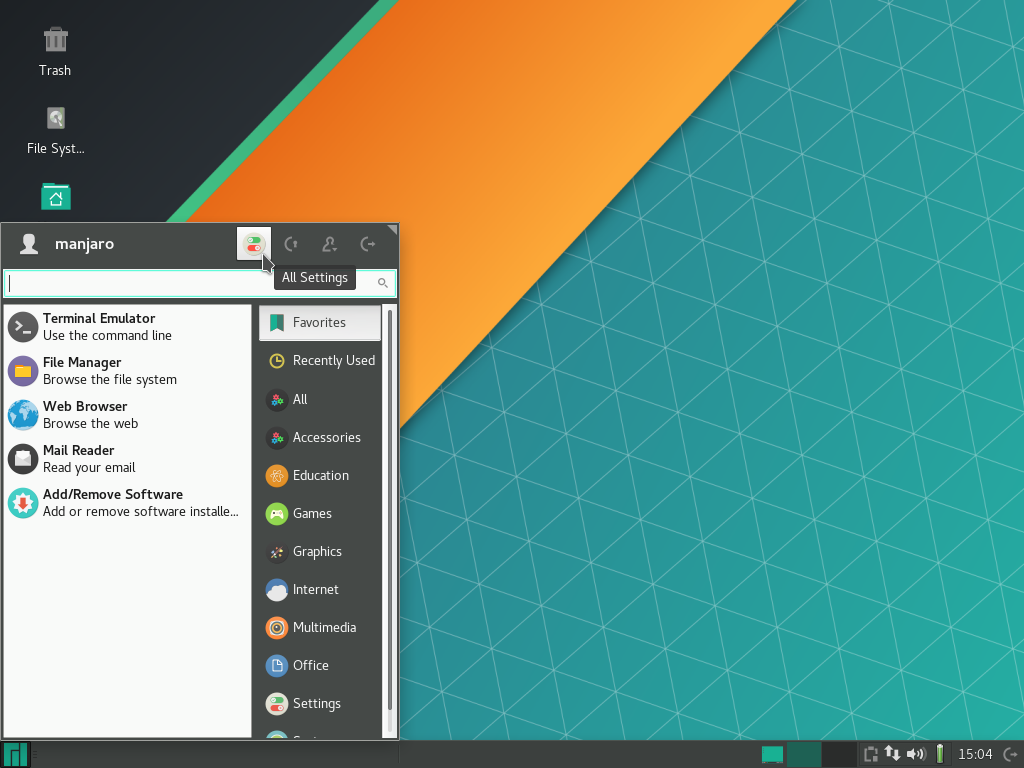 Trash
File Syst...
manjaro
All Settings
Terminal Emulator
Use the command line
File Manager
Browse the file system
Web Browser
Browse the web
Mail Reader
Read your email
Add/Remove Software
Add or remove software installe...
Favorites
Recently Used
All
Accessories
Education
Games
Graphics
Internet
Multimedia
Office
Settings
15:04